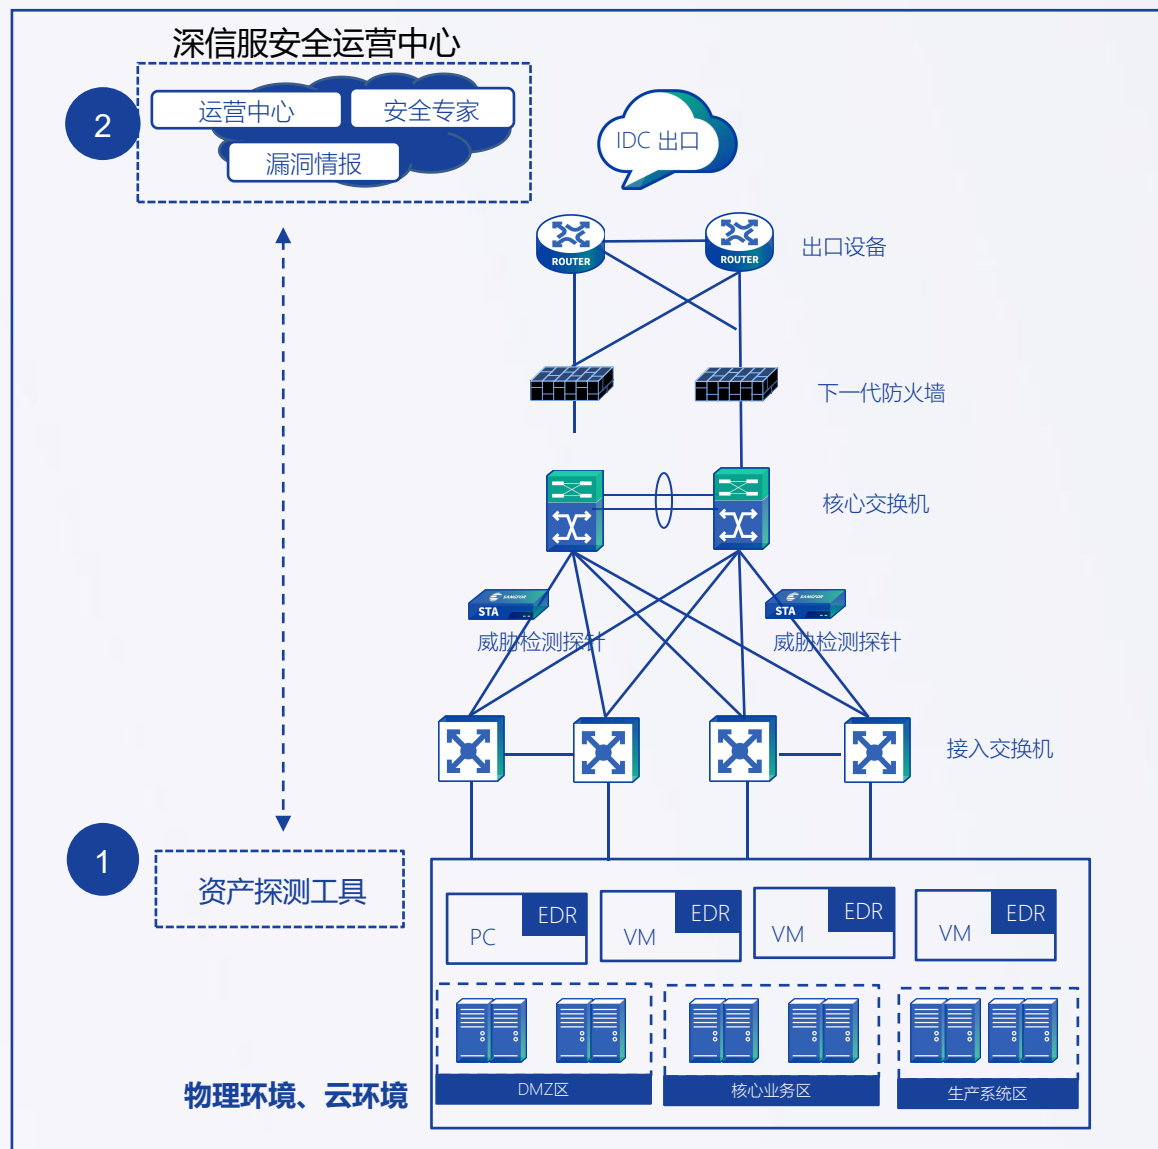 深信服安全运营中心
2
运营中心
安全专家
漏洞情报
IDC 出口
ROUTER
ROUTER
出口设备
下一代防火墙
核心交换机
SANGFOR
STA
SANGFOR
STA
威胁检测探针
威胁检测探针
接入交换机
1
资产探测工具
PC
EDR
VM
EDR
VM
EDR
VM
EDR
DMZ区
核心业务区
生产系统区
物理环境、云环境